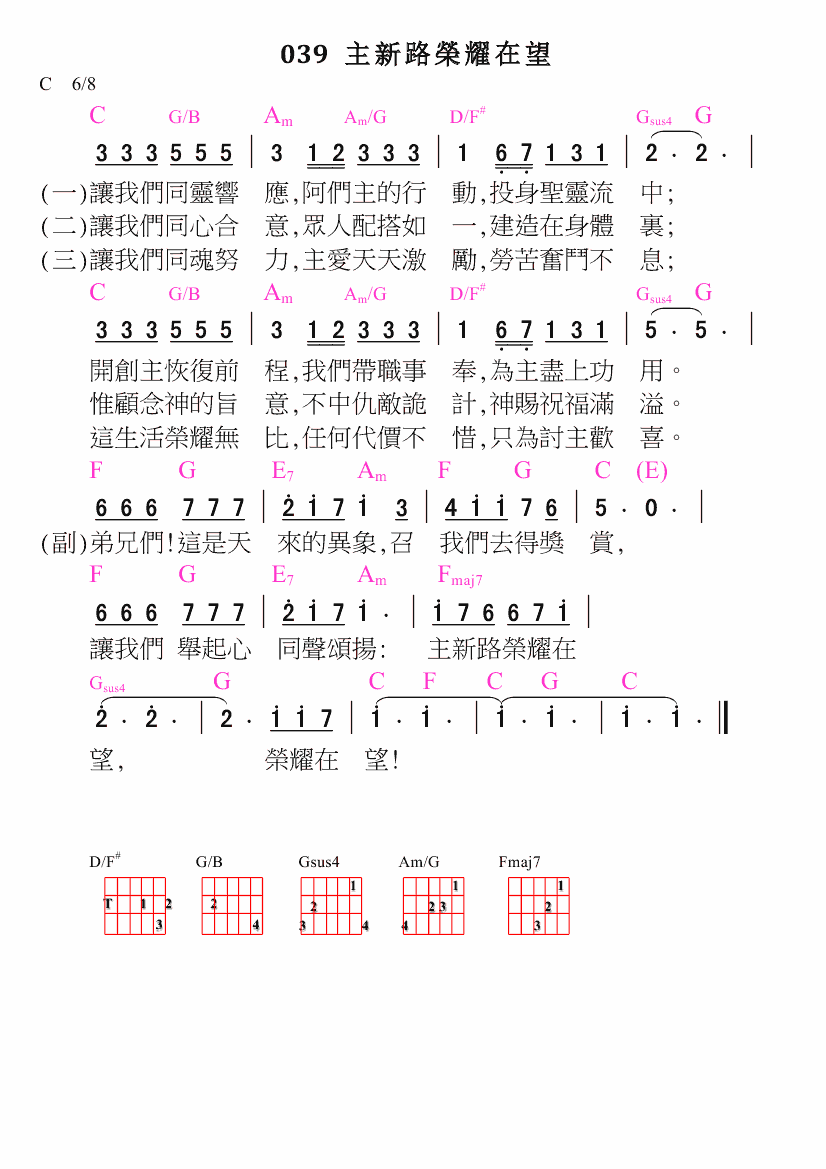 039 主新路榮耀在望
C 6/8
C G/B Am Am/G D/F# Gsus4 G
3 3 3 5 5 5 | 3 1 2 3 3 3 | 1 6̣ 7̣ 1 3 1 | 2 · 2 · |
(一)讓我們同靈響 應,阿們主的行 動,投身聖靈流 中;
(二)讓我們同心合 意,眾人配搭如 一,建造在身體 裏;
(三)讓我們同魂努 力,主愛天天激 勵,勞苦奮鬥不 息;
C G/B Am Am/G D/F# Gsus4 G
3 3 3 5 5 5 | 3 1 2 3 3 3 | 1 6̣ 7̣ 1 3 1 | 5 · 5 · |
開創主恢復前 程,我們帶職事 奉,為主盡上功 用。
惟顧念神的旨 意,不中仇敵詭 計,神賜祝福滿 溢。
這生活榮耀無 比,任何代價不 惜,只為討主歡 喜。
F G E7 Am F G C (E)
6 6 6 7 7 7 | 2̇ 1̇ 7 1̇ 3 | 4 1̇ 1̇ 7 6 | 5 · 0 · |
(副)弟兄們!這是天 來的異象,召 我們去得獎 賞,
F G E7 Am Fmaj7
6 6 6 7 7 7 | 2̇ 1̇ 7 1̇ · | 1̇ 7 6 6 7 1̇ |
讓我們 舉起心 同聲頌揚: 主新路榮耀在
Gsus4 G C F C G C
2̇ · 2̇ · | 2̇ · 1̇ 1̇ 7 | 1̇ · 1̇ · | 1̇ · 1̇ · | 1̇ · 1̇ · ||
望, 榮耀在 望!
D/F# G/B Gsus4 Am/G Fmaj7
1 1 1
T 1 2 2 2 2 3 2
3 4 3 4 4 3